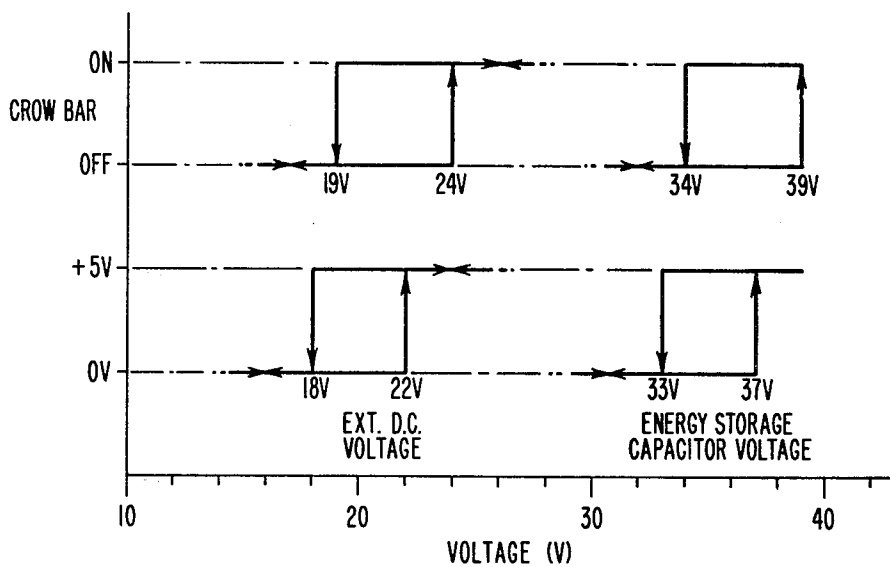 ON
CROW BAR
OFF
19V 24V 34V 39V
+5V
0V
18V 22V 33V 37V
EXT. D.C.
VOLTAGE
ENERGY STORAGE
CAPACITOR VOLTAGE
10 20 30 40
VOLTAGE (V)